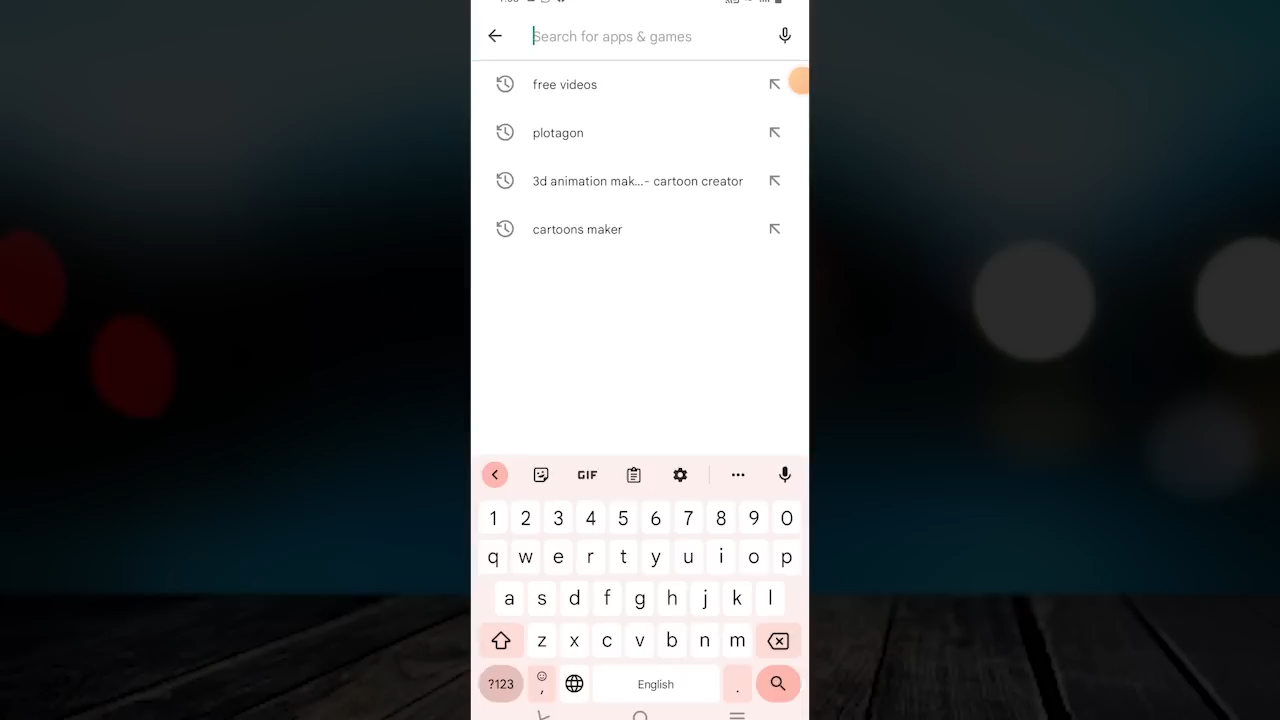 Search for apps & games
free videos
plotagon
3d animation mak...- cartoon creator
cartoons maker
GIF
1 2 3 4 5 6 7 8 9 0
q w e r t y u i o p
a s d f g h j k l
z x c v b n m
?123 , English .